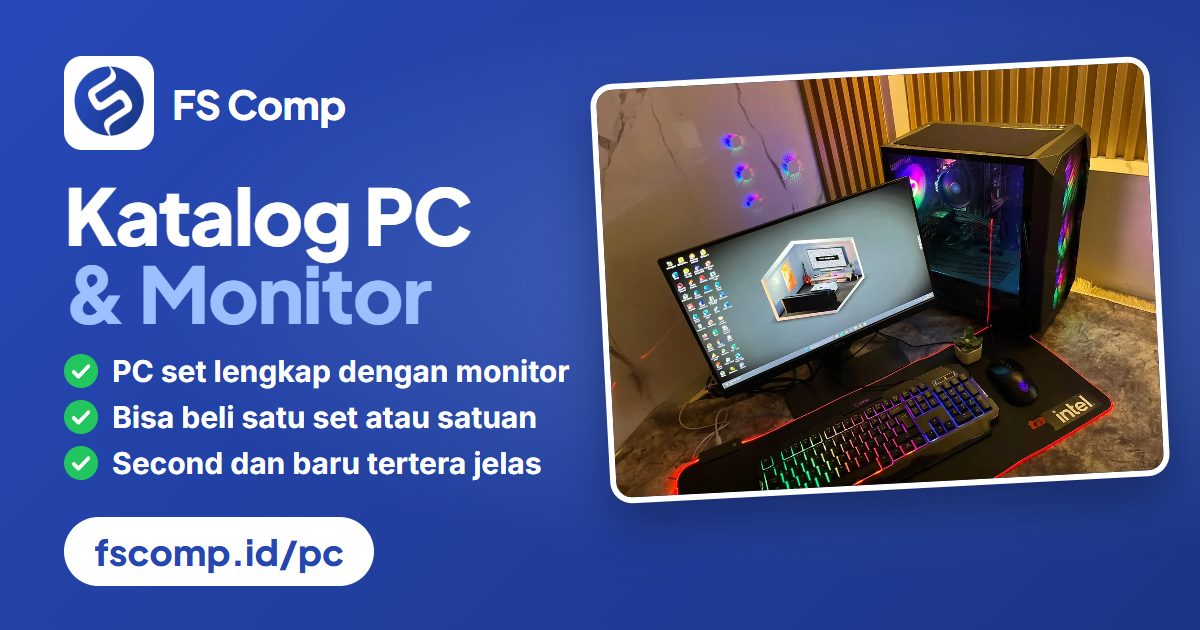 FS Comp
Katalog PC
& Monitor
PC set lengkap dengan monitor
Bisa beli satu set atau satuan
Second dan baru tertera jelas
fscomp.id/pc
intel